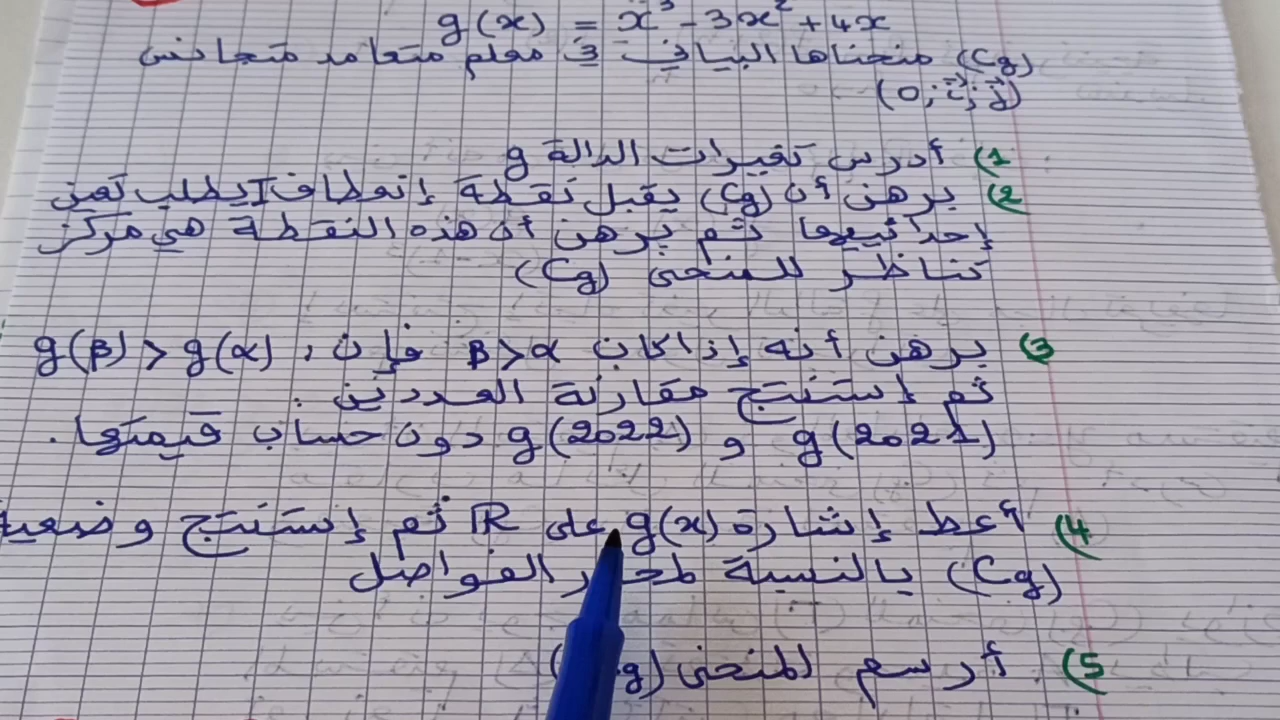 g(x) = x³ - 3x² + 4x
(Cg) منحناها البياني في معلم متعامد متجانس
(O; i⃗; j⃗)
1) أدرس تغيرات الدالة g
2) برهن أن (Cg) يقبل نقطة إنعطاف I يطلب تعين
إحداثييها ثم برهن أن هذه النقطة هي مركز
تناظر للمنحى (Cg)
3) برهن أنه إذا كان β > α فإن: g(β) > g(α)
ثم إستنتج مقارنة العددين:
g(2021) و g(2022) دون حساب قيمتها.
4) أعط إشارة g(x) على ℝ ثم إستنتج وضعية
(Cg) بالنسبة لمحور الفواصل
5) أرسم المنحى (Cg)